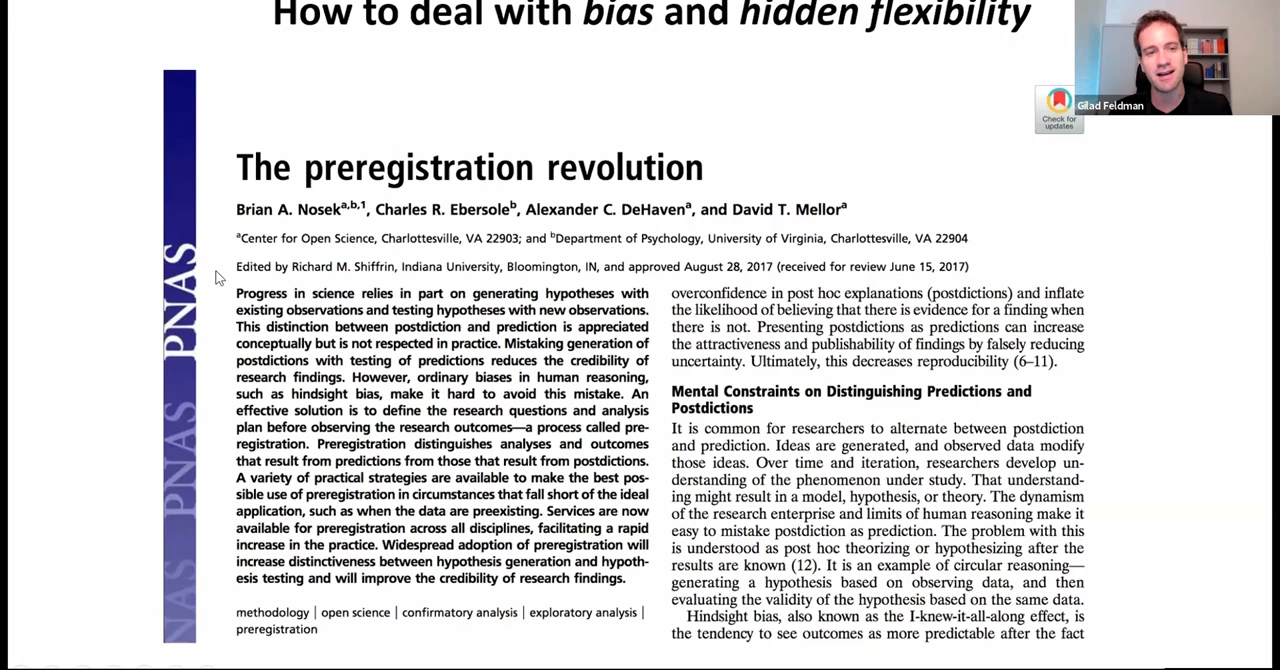 How to deal with bias and hidden flexibility
Gilad Feldman
Check for
updates
The preregistration revolution
Brian A. Noseka,b,1, Charles R. Ebersoleb, Alexander C. DeHavena, and David T. Mellora
aCenter for Open Science, Charlottesville, VA 22903; and bDepartment of Psychology, University of Virginia, Charlottesville, VA 22904
Edited by Richard M. Shiffrin, Indiana University, Bloomington, IN, and approved August 28, 2017 (received for review June 15, 2017)
Progress in science relies in part on generating hypotheses with
existing observations and testing hypotheses with new observations.
This distinction between postdiction and prediction is appreciated
conceptually but is not respected in practice. Mistaking generation of
postdictions with testing of predictions reduces the credibility of
research findings. However, ordinary biases in human reasoning,
such as hindsight bias, make it hard to avoid this mistake. An
effective solution is to define the research questions and analysis
plan before observing the research outcomes—a process called pre-
registration. Preregistration distinguishes analyses and outcomes
that result from predictions from those that result from postdictions.
A variety of practical strategies are available to make the best pos-
sible use of preregistration in circumstances that fall short of the ideal
application, such as when the data are preexisting. Services are now
available for preregistration across all disciplines, facilitating a rapid
increase in the practice. Widespread adoption of preregistration will
increase distinctiveness between hypothesis generation and hypoth-
esis testing and will improve the credibility of research findings.
methodology | open science | confirmatory analysis | exploratory analysis |
preregistration
overconfidence in post hoc explanations (postdictions) and inflate
the likelihood of believing that there is evidence for a finding when
there is not. Presenting postdictions as predictions can increase
the attractiveness and publishability of findings by falsely reducing
uncertainty. Ultimately, this decreases reproducibility (6–11).
Mental Constraints on Distinguishing Predictions and
Postdictions
It is common for researchers to alternate between postdiction
and prediction. Ideas are generated, and observed data modify
those ideas. Over time and iteration, researchers develop un-
derstanding of the phenomenon under study. That understand-
ing might result in a model, hypothesis, or theory. The dynamism
of the research enterprise and limits of human reasoning make it
easy to mistake postdiction as prediction. The problem with this
is understood as post hoc theorizing or hypothesizing after the
results are known (12). It is an example of circular reasoning—
generating a hypothesis based on observing data, and then
evaluating the validity of the hypothesis based on the same data.
Hindsight bias, also known as the I-knew-it-all-along effect, is
the tendency to see outcomes as more predictable after the fact
PNAS
PNAS
NAS